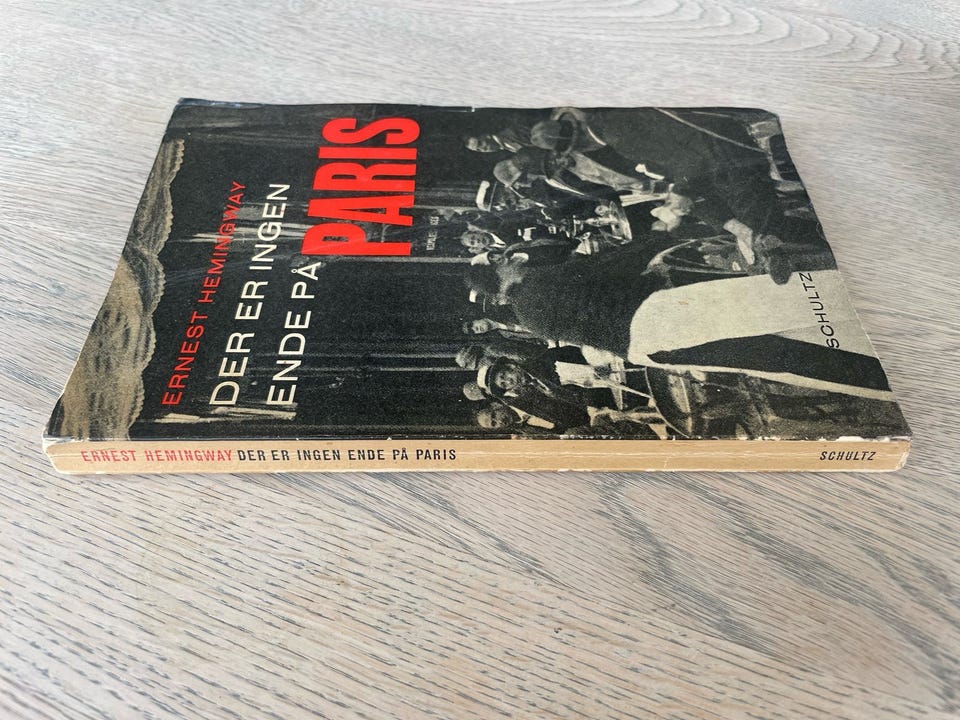 ERNEST HEMINGWAY
DER ER INGEN
ENDE PÅ
PARIS
SCHULTZ
ERNEST HEMINGWAY DER ER INGEN ENDE PÅ PARIS SCHULTZ